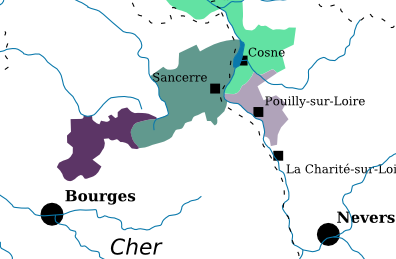 Cosne
Sancerre
Pouilly-sur-Loire
La Charité-sur-Loi
Bourges
Nevers
Cher